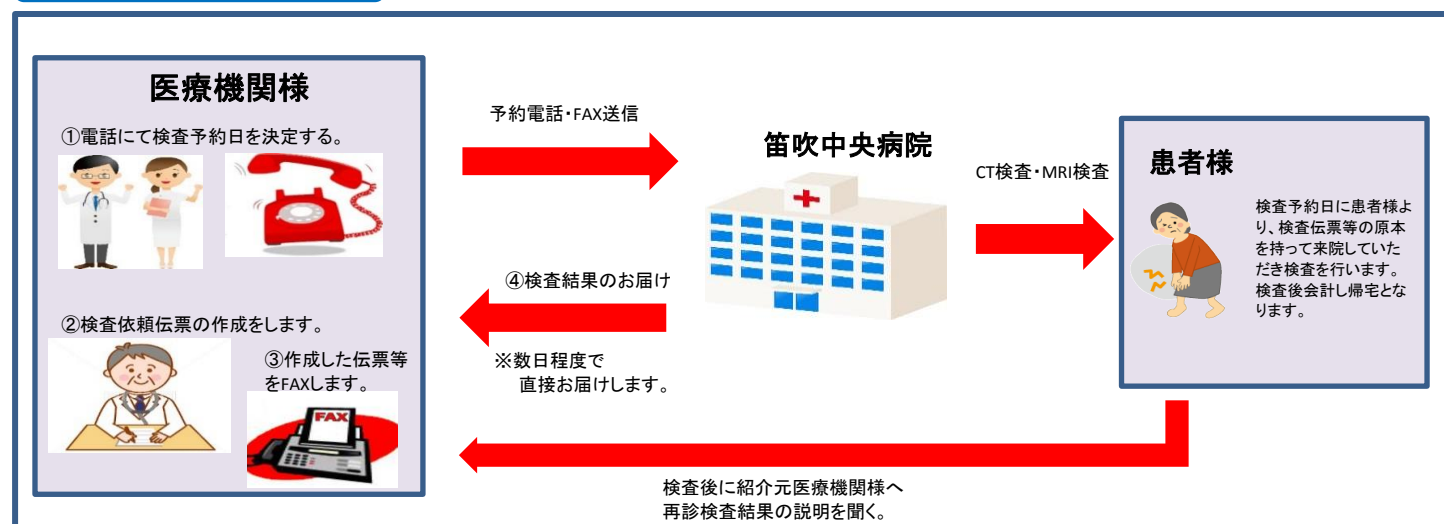 医療機関様
①電話にて検査予約日を決定する。
②検査依頼伝票の作成をします。
③作成した伝票等
をFAXします。
FAX
予約電話・FAX送信
④検査結果のお届け
※数日程度で
直接お届けします。
笛吹中央病院
CT検査・MRI検査
患者様
検査予約日に患者様よ
り、検査伝票等の原本
を持って来院していた
だき検査を行います。
検査後会計し帰宅とな
ります。
検査後に紹介元医療機関様へ
再診検査結果の説明を聞く。